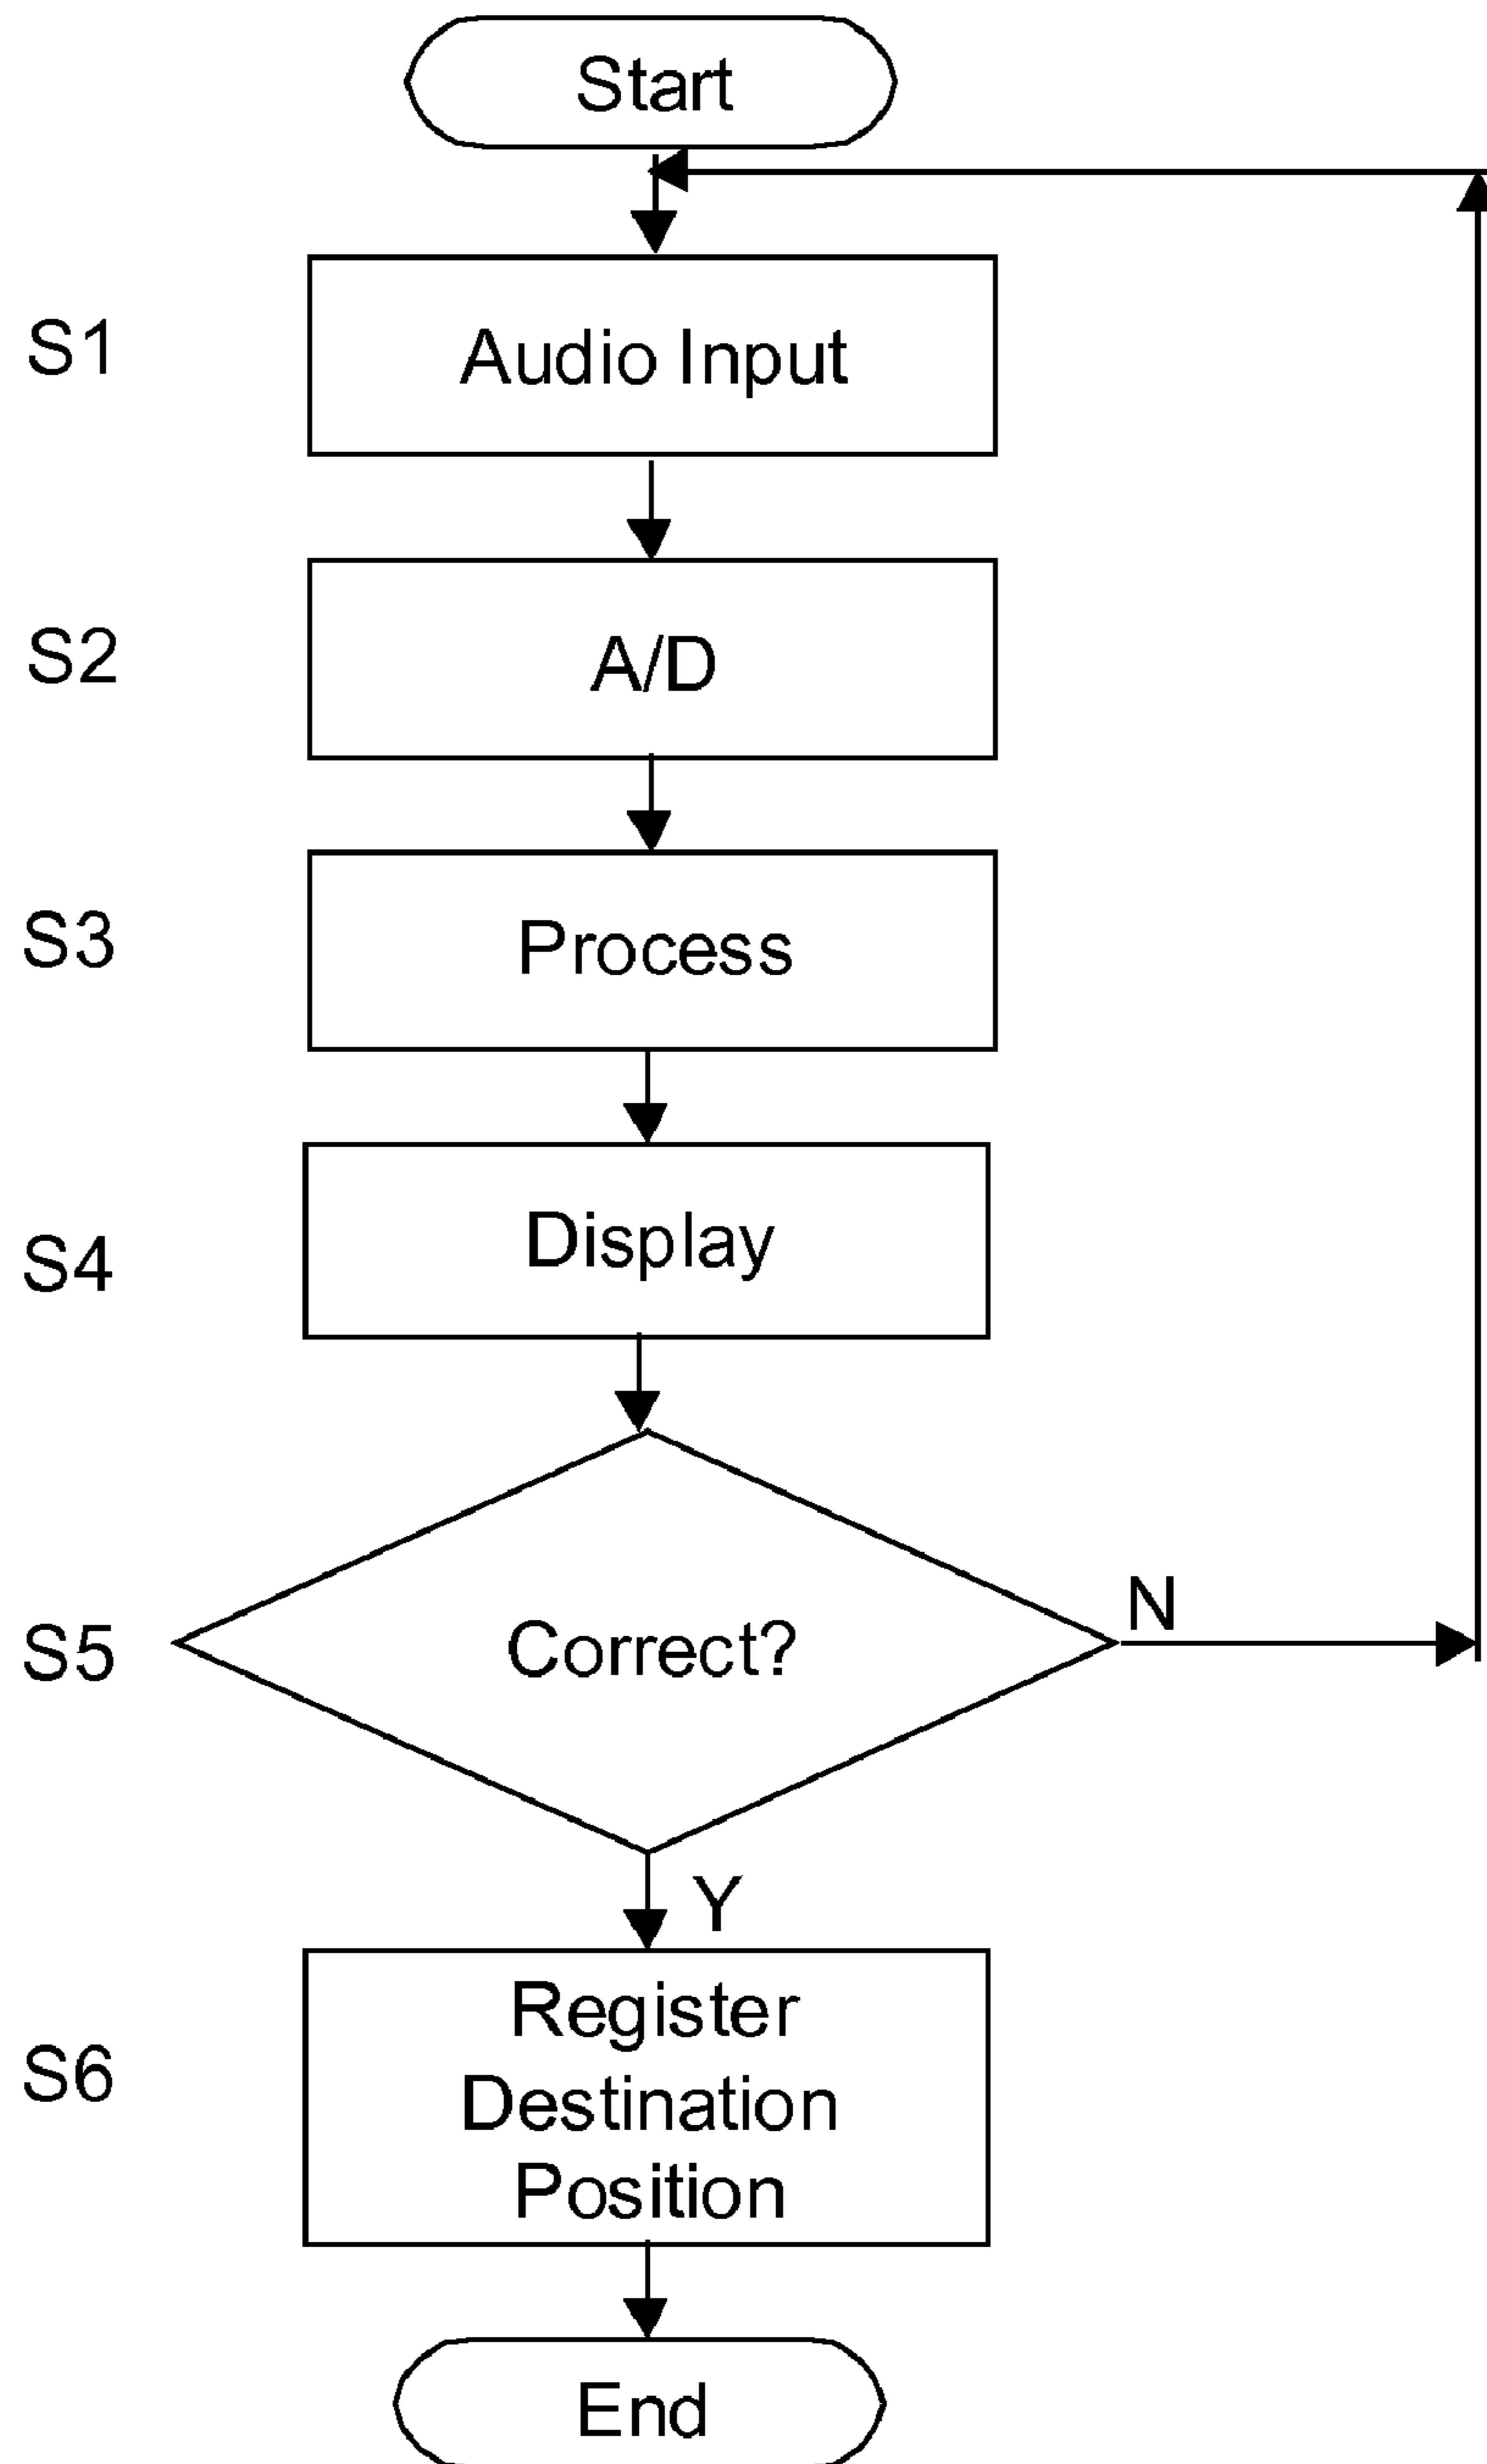 Start
S1
Audio Input
S2
A/D
S3
Process
S4
Display
S5
Correct?
N
Y
S6
Register
Destination
Position
End